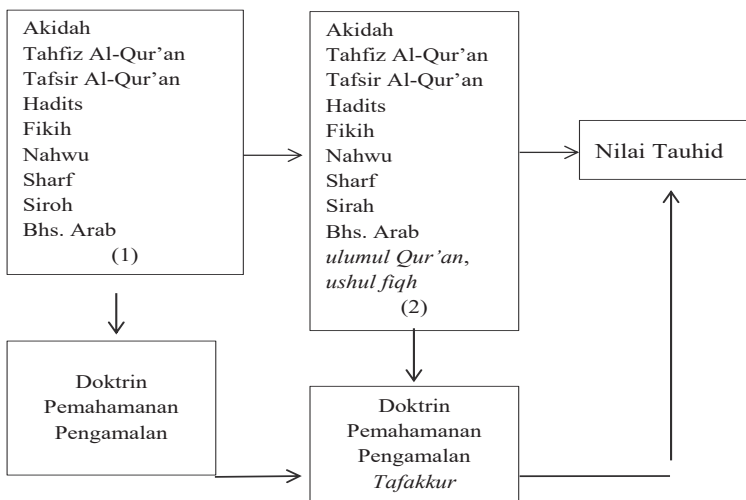 Akidah
Tahfiz Al-Qur’an
Tafsir Al-Qur’an
Hadits
Fikih
Nahwu
Sharf
Siroh
Bhs. Arab
(1)
Akidah
Tahfiz Al-Qur’an
Tafsir Al-Qur’an
Hadits
Fikih
Nahwu
Sharf
Sirah
Bhs. Arab
ulumul Qur’an,
ushul fiqh
(2)
Nilai Tauhid
Doktrin
Pemahamanan
Pengamalan
Doktrin
Pemahamanan
Pengamalan
Tafakkur